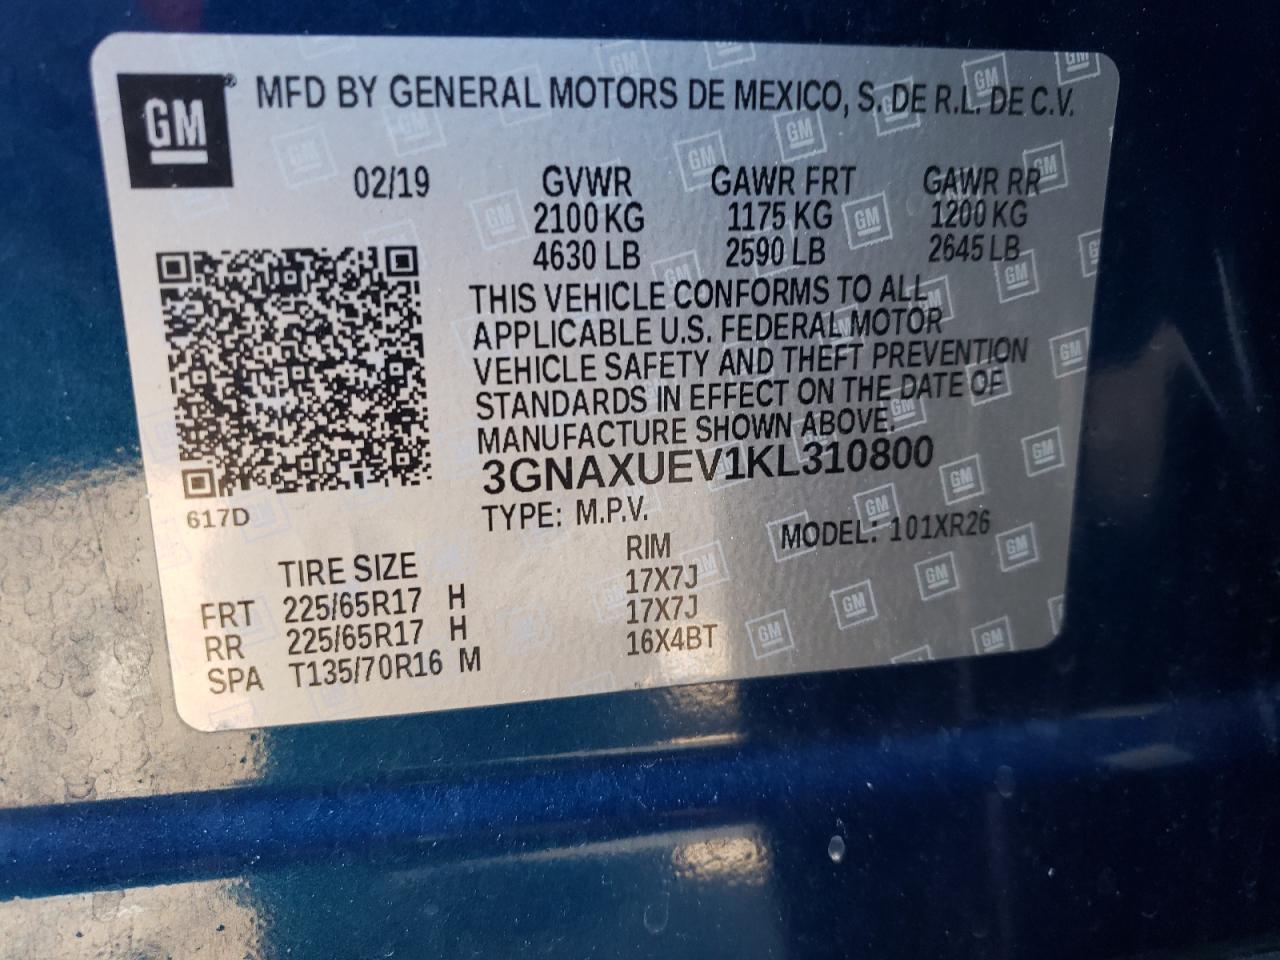 GM® MFD BY GENERAL MOTORS DE MEXICO, S. DE R.L. DE C.V.
02/19 GVWR GAWR FRT GAWR RR
2100 KG 1175 KG 1200 KG
4630 LB 2590 LB 2645 LB
THIS VEHICLE CONFORMS TO ALL
APPLICABLE U.S. FEDERAL MOTOR
VEHICLE SAFETY AND THEFT PREVENTION
STANDARDS IN EFFECT ON THE DATE OF
MANUFACTURE SHOWN ABOVE.
3GNAXUEV1KL310800
617D TYPE: M.P.V. MODEL: 101XR26
TIRE SIZE RIM
FRT 225/65R17 H 17X7J
RR 225/65R17 H 17X7J
SPA T135/70R16 M 16X4BT